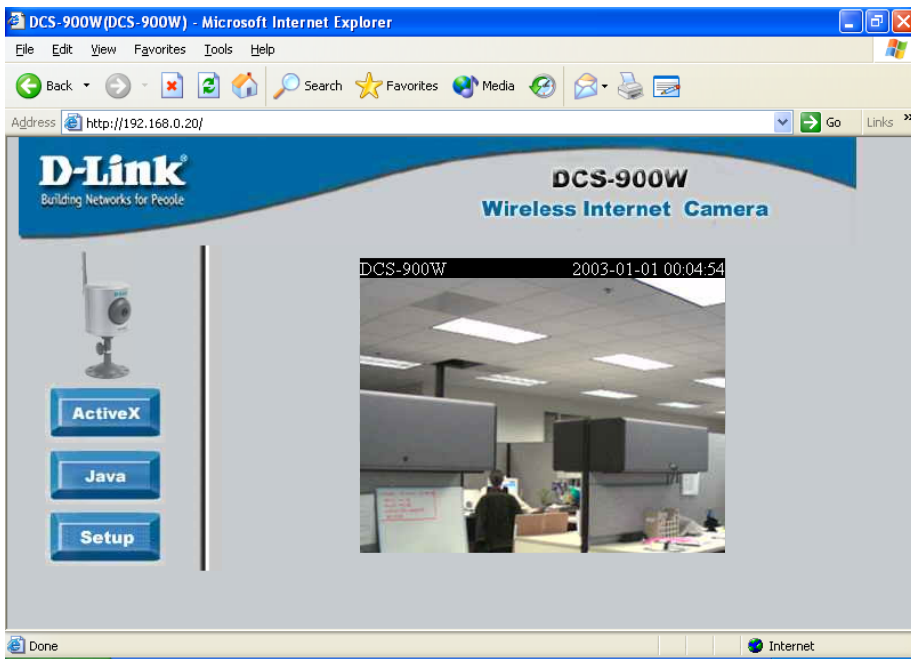 DCS-900W(DCS-900W) - Microsoft Internet Explorer
File Edit View Favorites Tools Help
Back Search Favorites Media
Address http://192.168.0.20/ Go Links »
D-Link®
Building Networks for People
DCS-900W
Wireless Internet Camera
DCS-900W 2003-01-01 00:04:54
ActiveX
Java
Setup
Done Internet